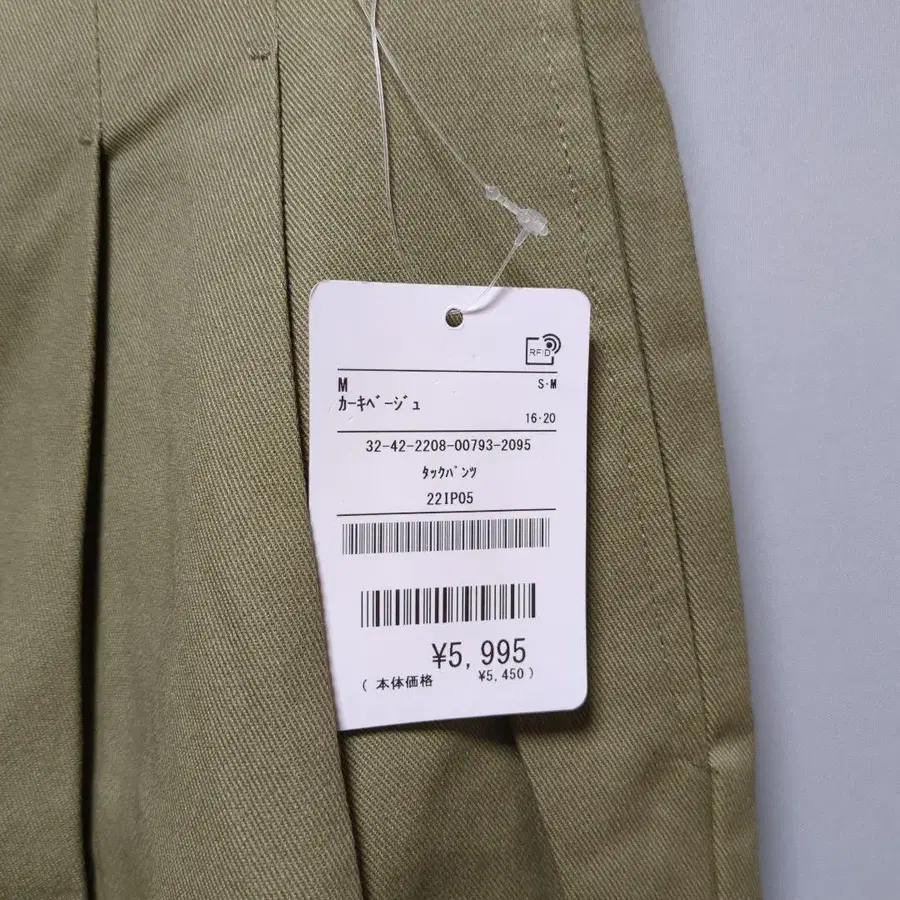 RFID
M S·M
ｶｰｷﾍﾞｰｼﾞｭ
16·20
32-42-2208-00793-2095
ﾀｯｸﾊﾟﾝﾂ
22IP05
¥5,995
( 本体価格 ¥5,450 )